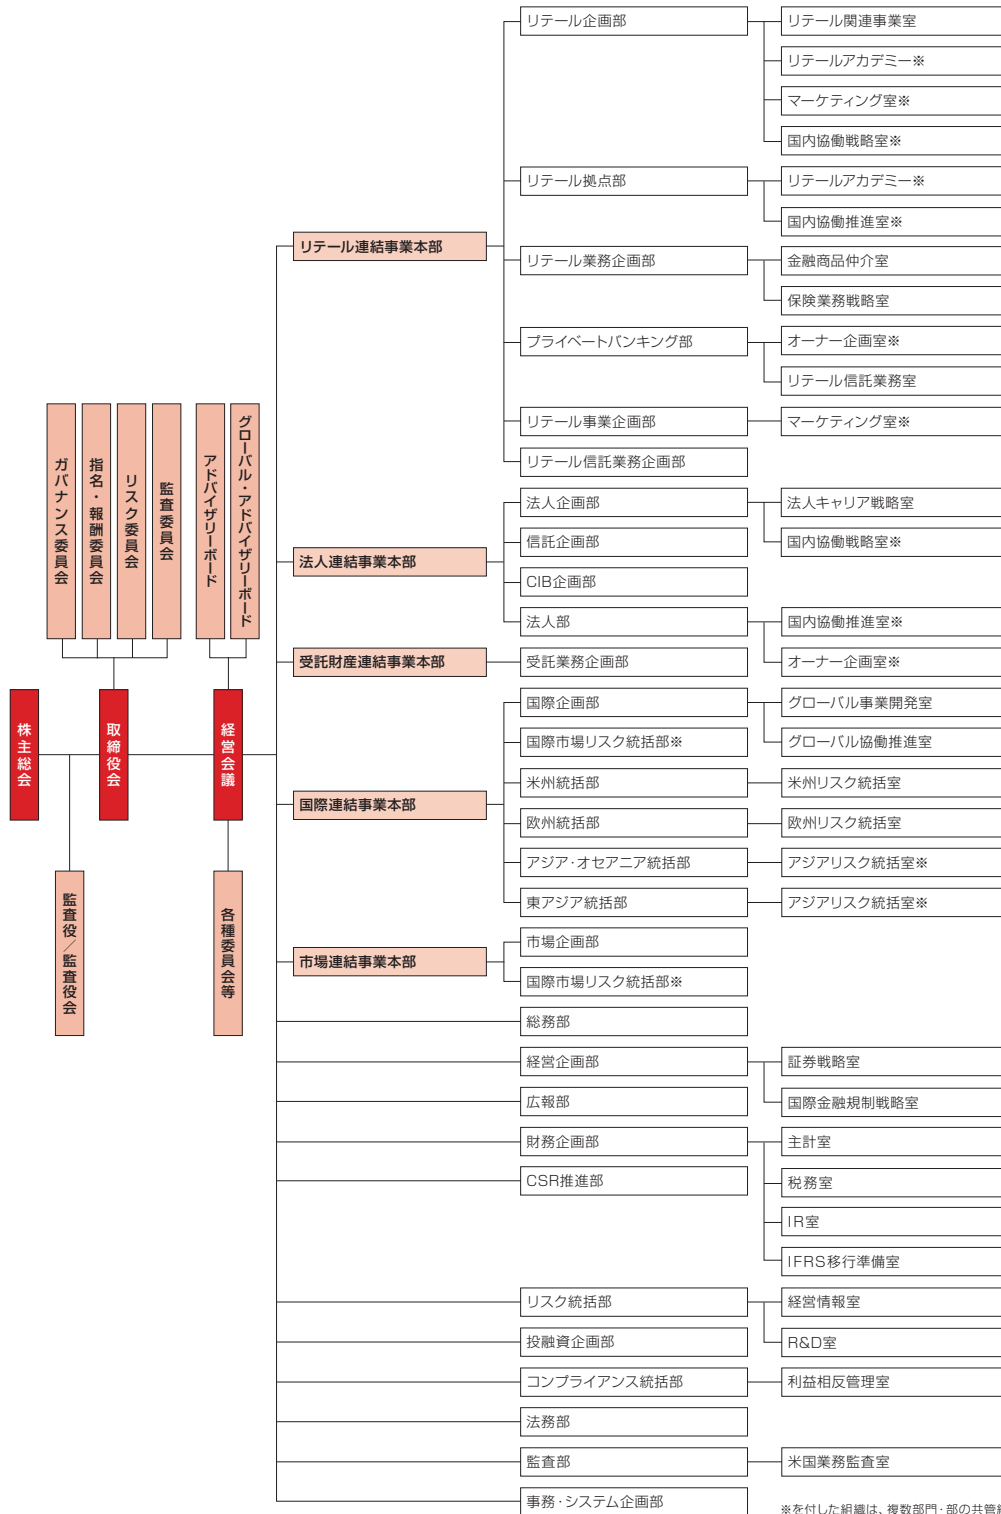 株主総会
取締役会
経営会議
ガバナンス委員会
指名・報酬委員会
リスク委員会
監査委員会
アドバイザリーボード
グローバル・アドバイザリーボード
監査役／監査役会
各種委員会等
リテール連結事業本部
リテール企画部
リテール関連事業室
リテールアカデミー※
マーケティング室※
国内協働戦略室※
リテール拠点部
リテールアカデミー※
国内協働推進室※
リテール業務企画部
金融商品仲介室
保険業務戦略室
プライベートバンキング部
オーナー企画室※
リテール信託業務室
リテール事業企画部
マーケティング室※
リテール信託業務企画部
法人連結事業本部
法人企画部
法人キャリア戦略室
国内協働戦略室※
信託企画部
CIB企画部
法人部
国内協働推進室※
オーナー企画室※
受託財産連結事業本部
受託業務企画部
国際連結事業本部
国際企画部
グローバル事業開発室
グローバル協働推進室
国際市場リスク統括部※
米州統括部
米州リスク統括室
欧州統括部
欧州リスク統括室
アジア・オセアニア統括部
アジアリスク統括室※
東アジア統括部
アジアリスク統括室※
市場連結事業本部
市場企画部
国際市場リスク統括部※
総務部
経営企画部
証券戦略室
国際金融規制戦略室
広報部
財務企画部
主計室
税務室
IR室
IFRS移行準備室
CSR推進部
リスク統括部
経営情報室
R&D室
投融資企画部
コンプライアンス統括部
利益相反管理室
法務部
監査部
米国業務監査室
事務・システム企画部
※を付した組織は、複数部門・部の共管